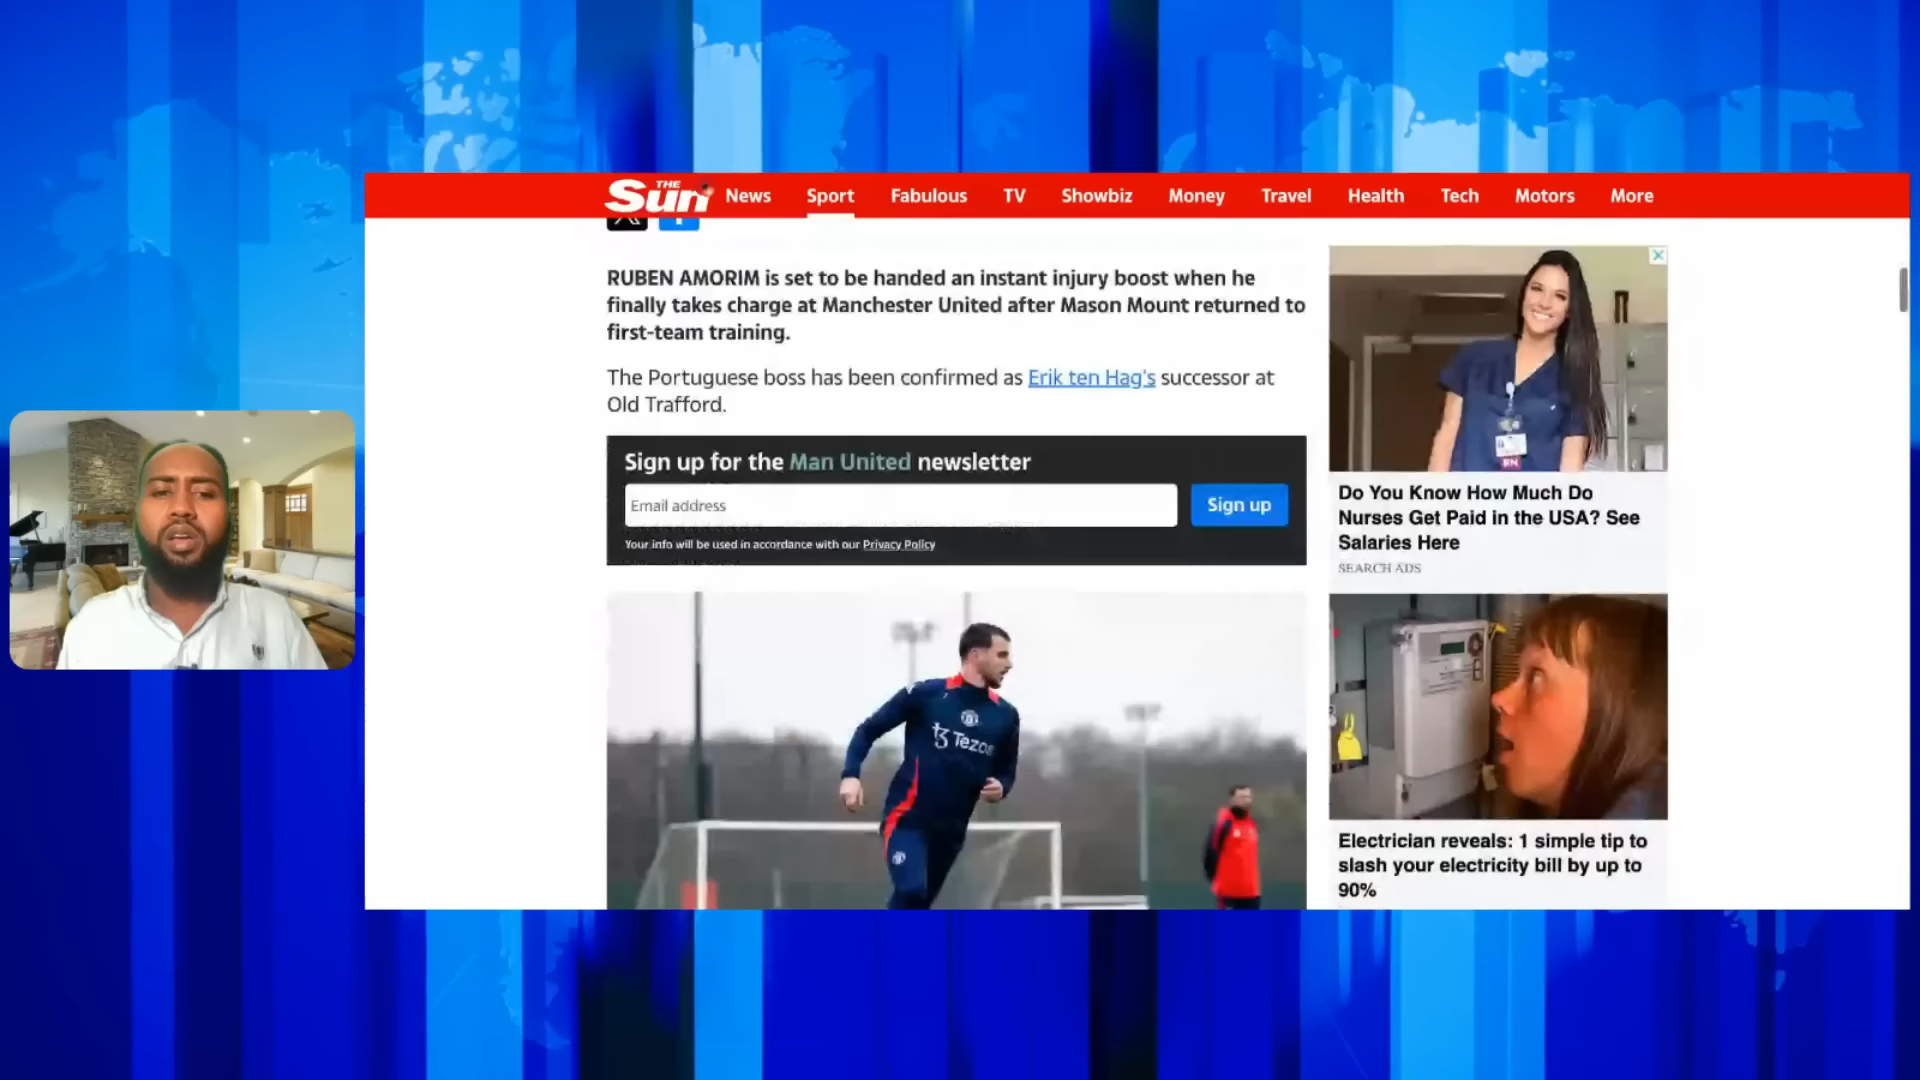 THE
Sun
News Sport Fabulous TV Showbiz Money Travel Health Tech Motors More
RUBEN AMORIM is set to be handed an instant injury boost when he
finally takes charge at Manchester United after Mason Mount returned to
first-team training.
The Portuguese boss has been confirmed as Erik ten Hag's successor at
Old Trafford.
Sign up for the Man United newsletter
Email address
Sign up
Your info will be used in accordance with our Privacy Policy
Tezos
RN
Do You Know How Much Do
Nurses Get Paid in the USA? See
Salaries Here
SEARCH ADS
Electrician reveals: 1 simple tip to
slash your electricity bill by up to
90%